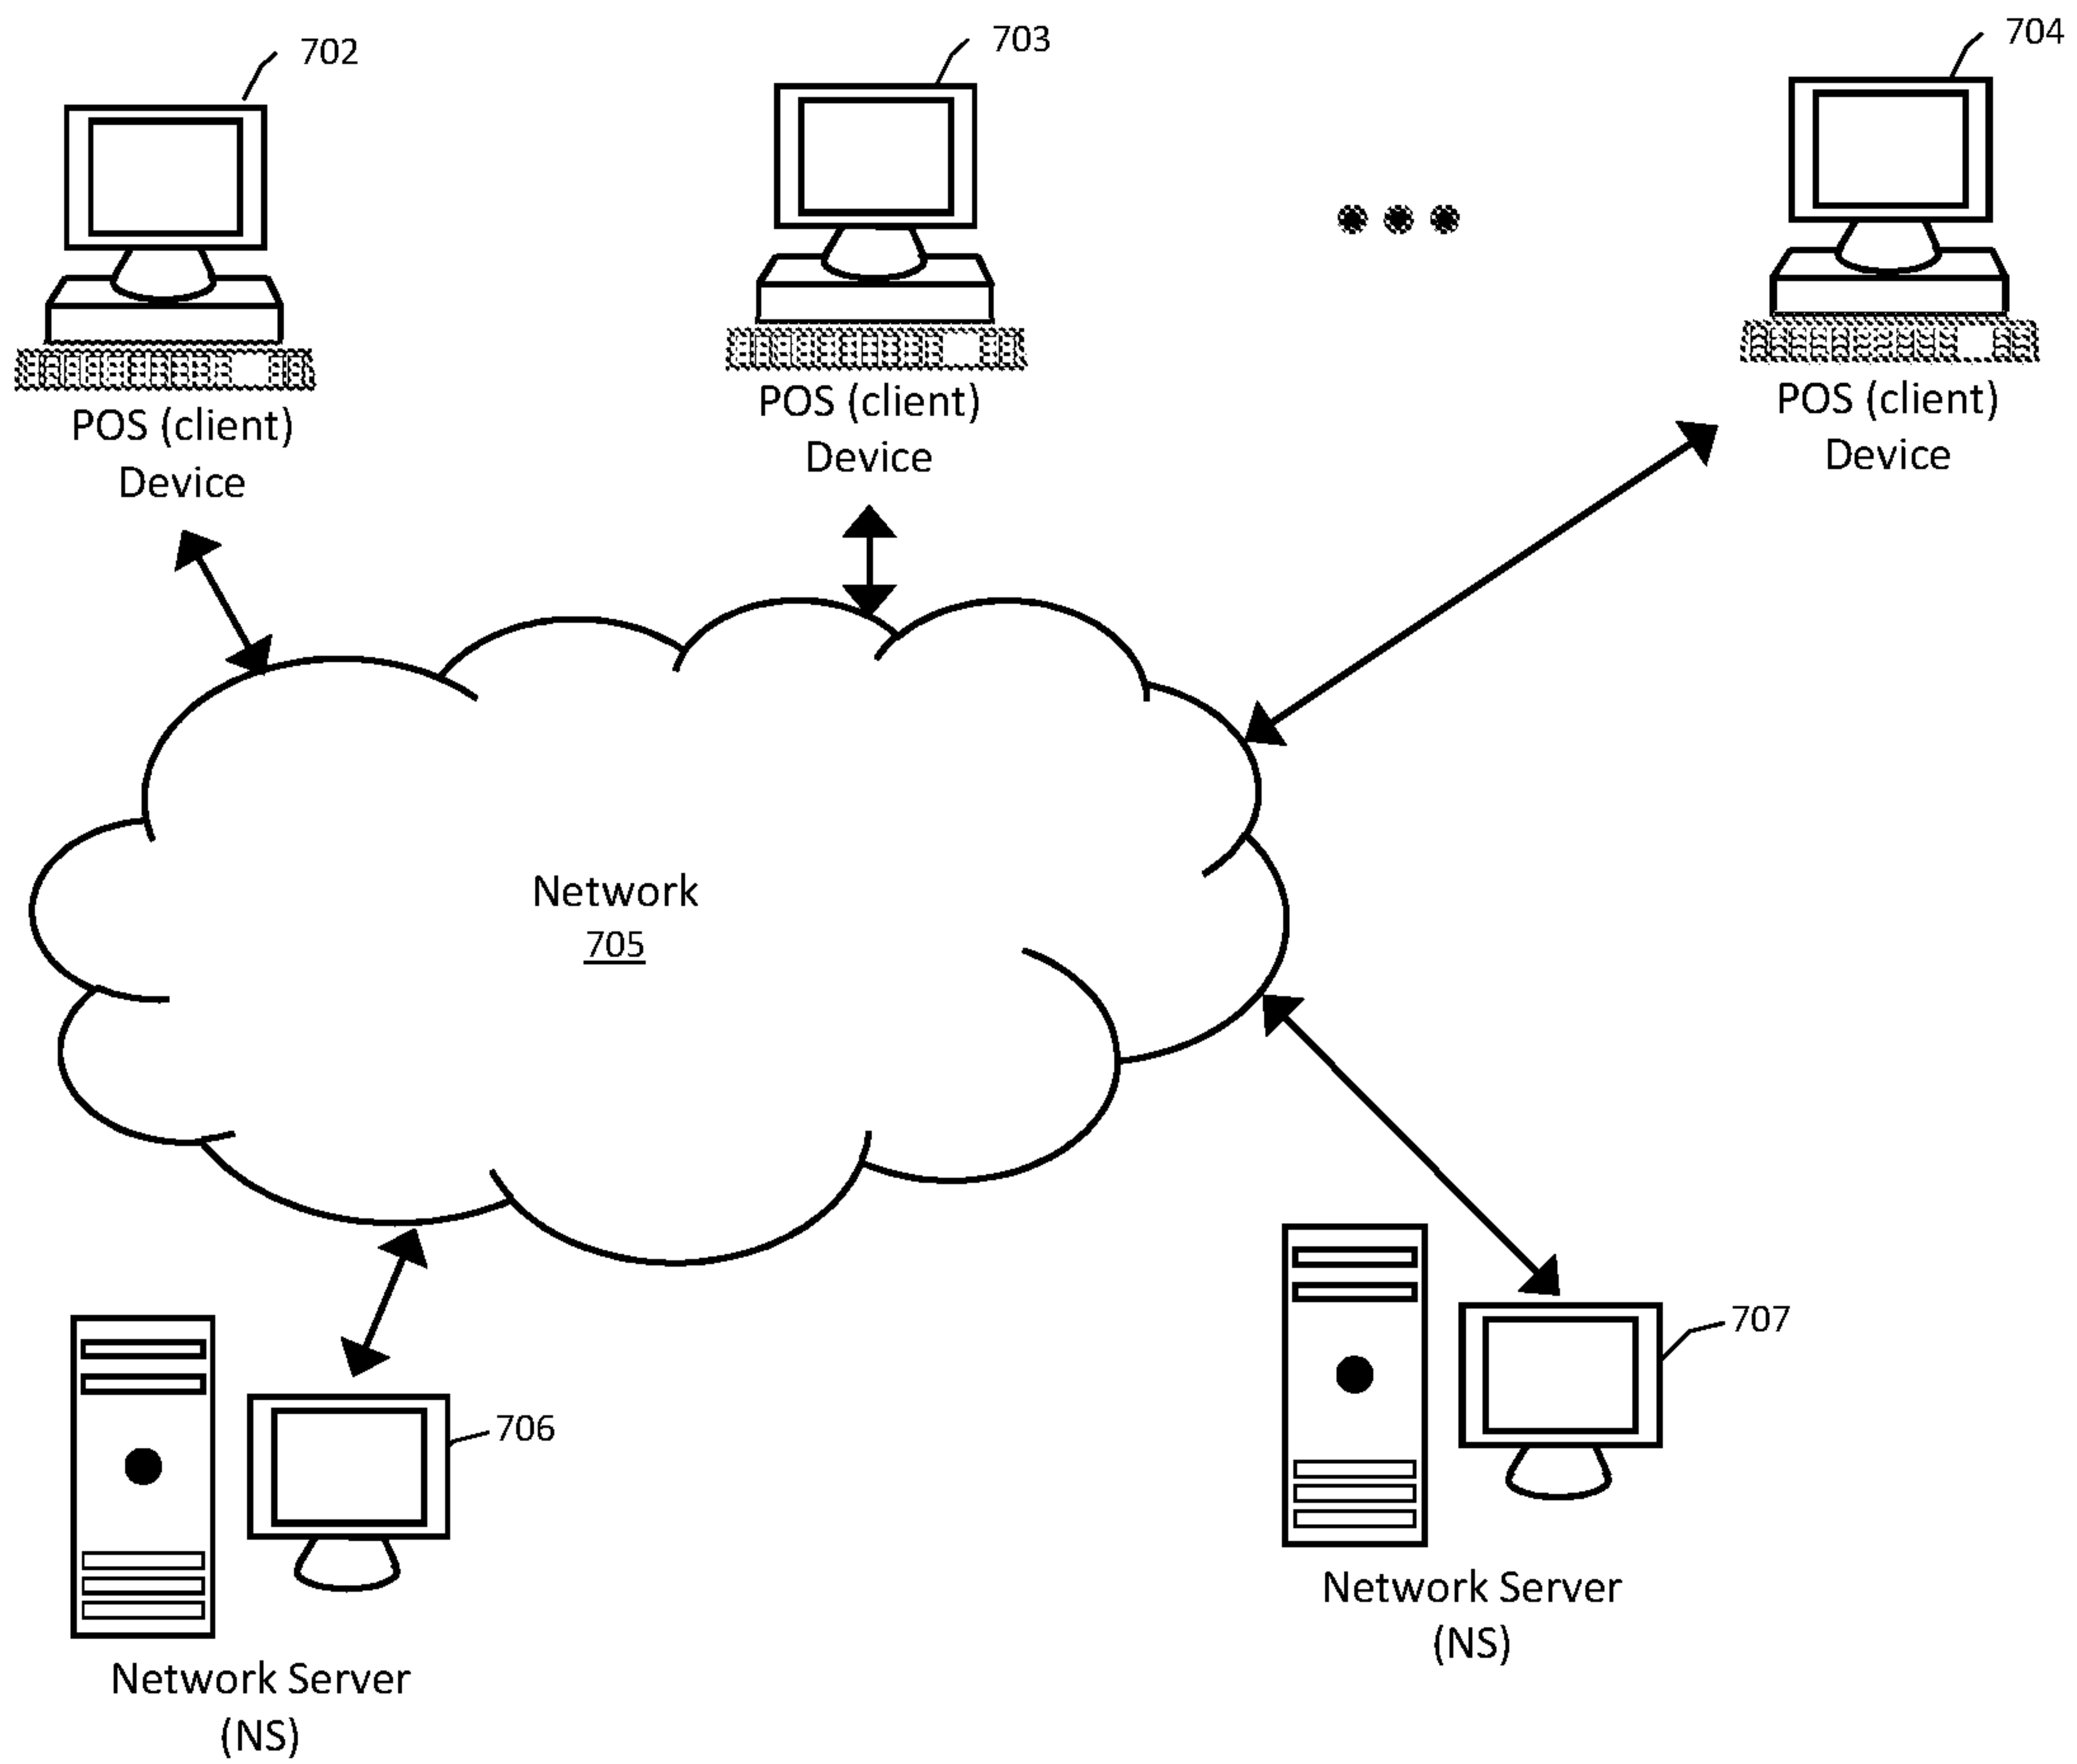 702
703
704
POS (client)
Device
POS (client)
Device
POS (client)
Device
Network
705
706
707
Network Server
(NS)
Network Server
(NS)